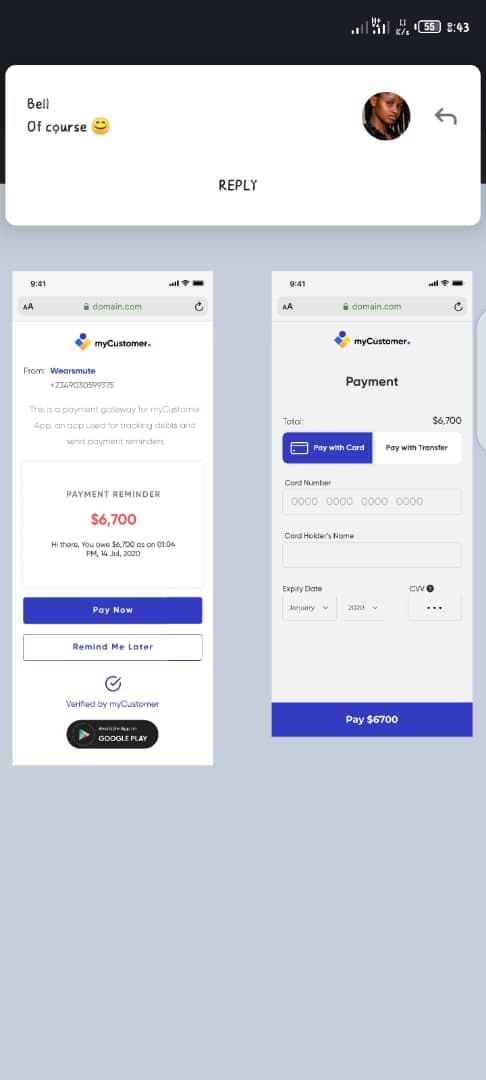 H+
1.1
K/s
55
8:43
Bell
Of course 😊
REPLY
9:41
AA
domain.com
myCustomer.
From: Wearsmute
+2349030599375
This is a payment gateway for myCustomer
App, an app used for tracking debts and
send payment reminders
PAYMENT REMINDER
$6,700
Hi there, You owe $6,700 as on 01:04
PM, 14 Jul, 2020
Pay Now
Remind Me Later
Verified by myCustomer
GOOGLE PLAY
9:41
AA
domain.com
myCustomer.
Payment
Total: $6,700
Pay with Card
Pay with Transfer
Card Number
0000 0000 0000 0000
Card Holder's Name
Expiry Date
CVV
January
2020
Pay $6700